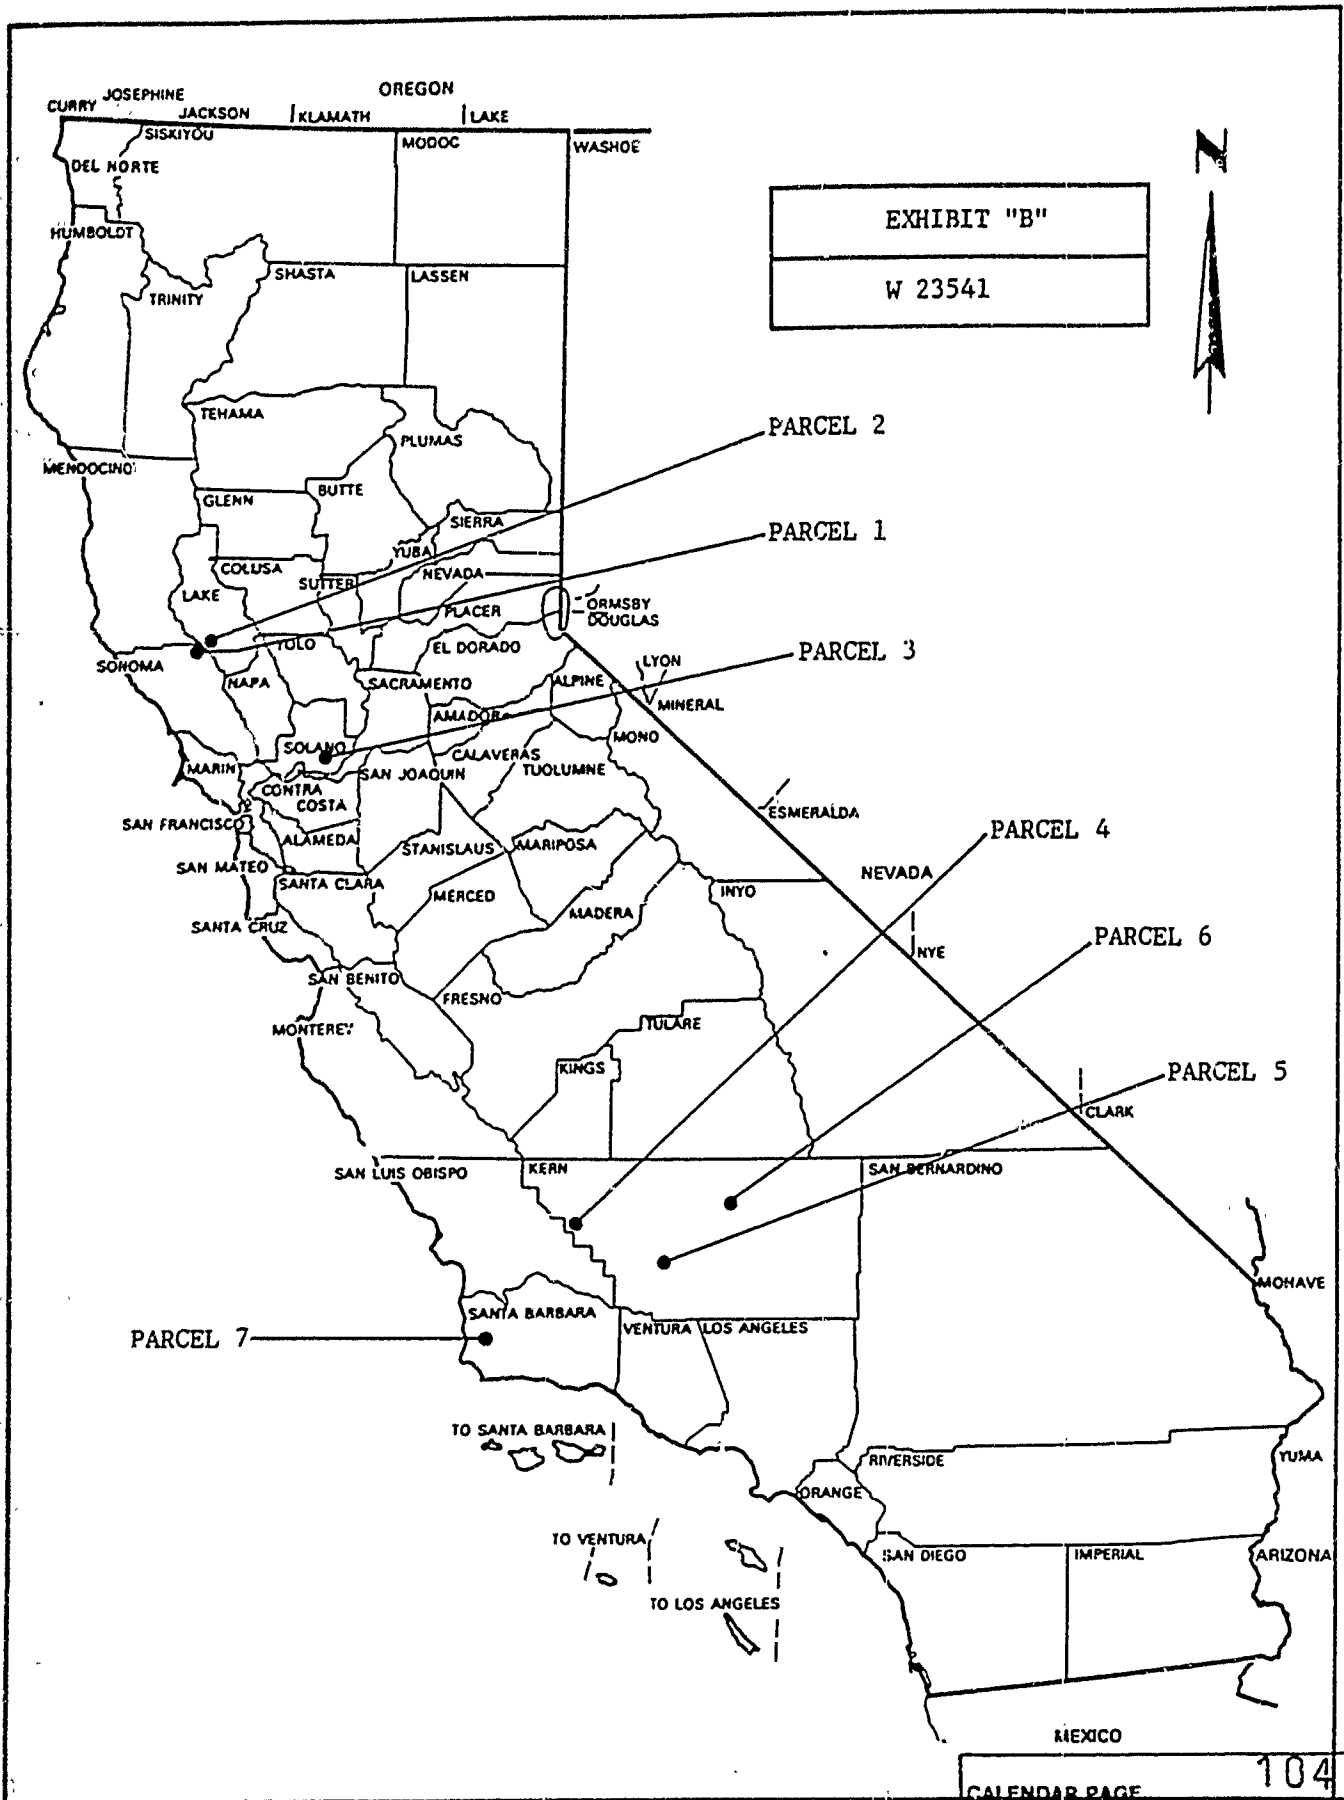 OREGON
JOSEPHINE
CURRY
JACKSON
KLAMATH
LAKE
SISKIYOU
MODOC
WASHOE
N
DEL NORTE
EXHIBIT "B"
HUMBOLDT
SHASTA
LASSEN
W 23541
TRINITY
TEHAMA
PARCEL 2
PLUMAS
MENDOCINO
BUTTE
GLENN
SIERRA
PARCEL 1
YUBA
COLUSA
SUTTER
NEVADA
LAKE
PLACER
ORMSBY
DOUGLAS
YOLO
EL DORADO
PARCEL 3
SONOMA
LYON
NAPA
SACRAMENTO
ALPINE
MINERAL
AMADOR
MONO
SOLANO
CALAVERAS
MARIN
SAN JOAQUIN
TUOLUMNE
CONTRA
COSTA
ESMERALDA
SAN FRANCISCO
PARCEL 4
ALAMEDA
STANISLAUS
MARIPOSA
SAN MATEO
NEVADA
SANTA CLARA
INYO
MERCED
MADERA
SANTA CRUZ
PARCEL 6
NYE
SAN BENITO
FRESNO
MONTEREY
TULARE
KINGS
PARCEL 5
CLARK
SAN LUIS OBISPO
KERN
SAN BERNARDINO
MOHAVE
SANTA BARBARA
VENTURA
LOS ANGELES
PARCEL 7
TO SANTA BARBARA
RIVERSIDE
YUMA
ORANGE
TO VENTURA
SAN DIEGO
IMPERIAL
ARIZONA
TO LOS ANGELES
MEXICO
104
CALENDAR PAGE